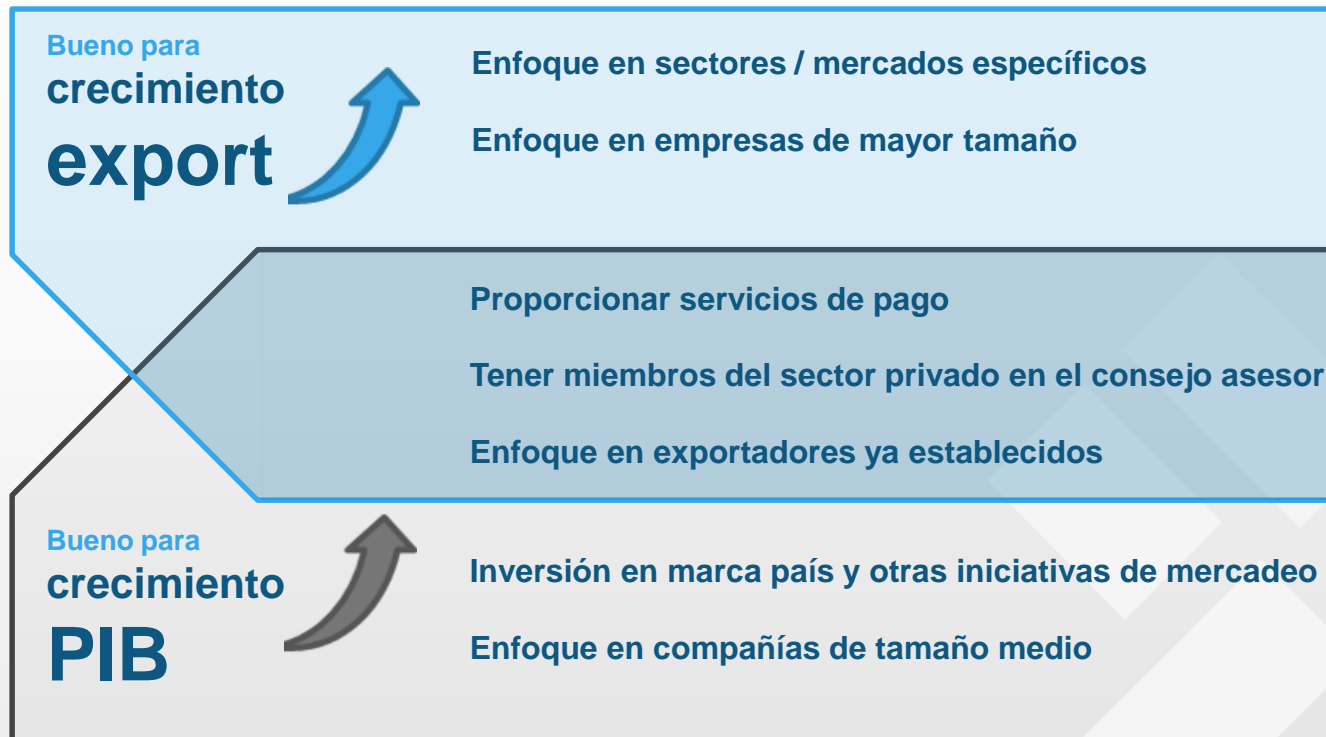 Bueno para
crecimiento
export
Enfoque en sectores / mercados específicos
Enfoque en empresas de mayor tamaño
Proporcionar servicios de pago
Tener miembros del sector privado en el consejo asesor
Enfoque en exportadores ya establecidos
Bueno para
crecimiento
PIB
Inversión en marca país y otras iniciativas de mercadeo
Enfoque en compañías de tamaño medio